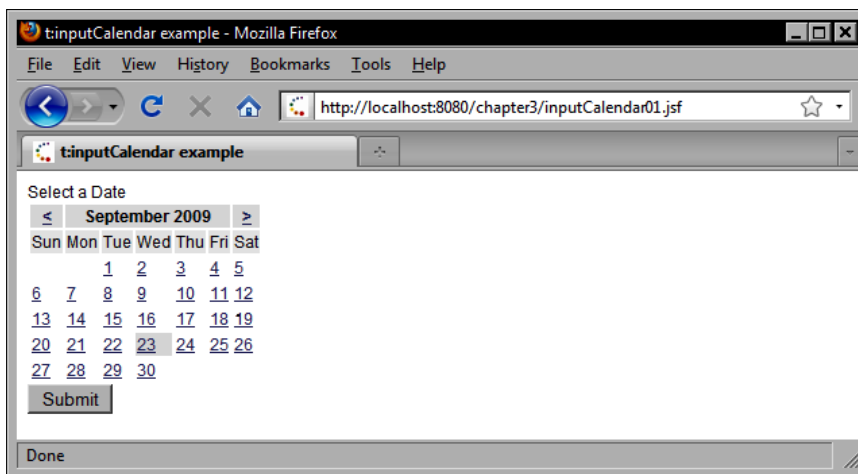 t:inputCalendar example - Mozilla Firefox
File Edit View History Bookmarks Tools Help
http://localhost:8080/chapter3/inputCalendar01.jsf
t:inputCalendar example
Select a Date
< September 2009 >
Sun Mon Tue Wed Thu Fri Sat
1 2 3 4 5
6 7 8 9 10 11 12
13 14 15 16 17 18 19
20 21 22 23 24 25 26
27 28 29 30
Submit
Done